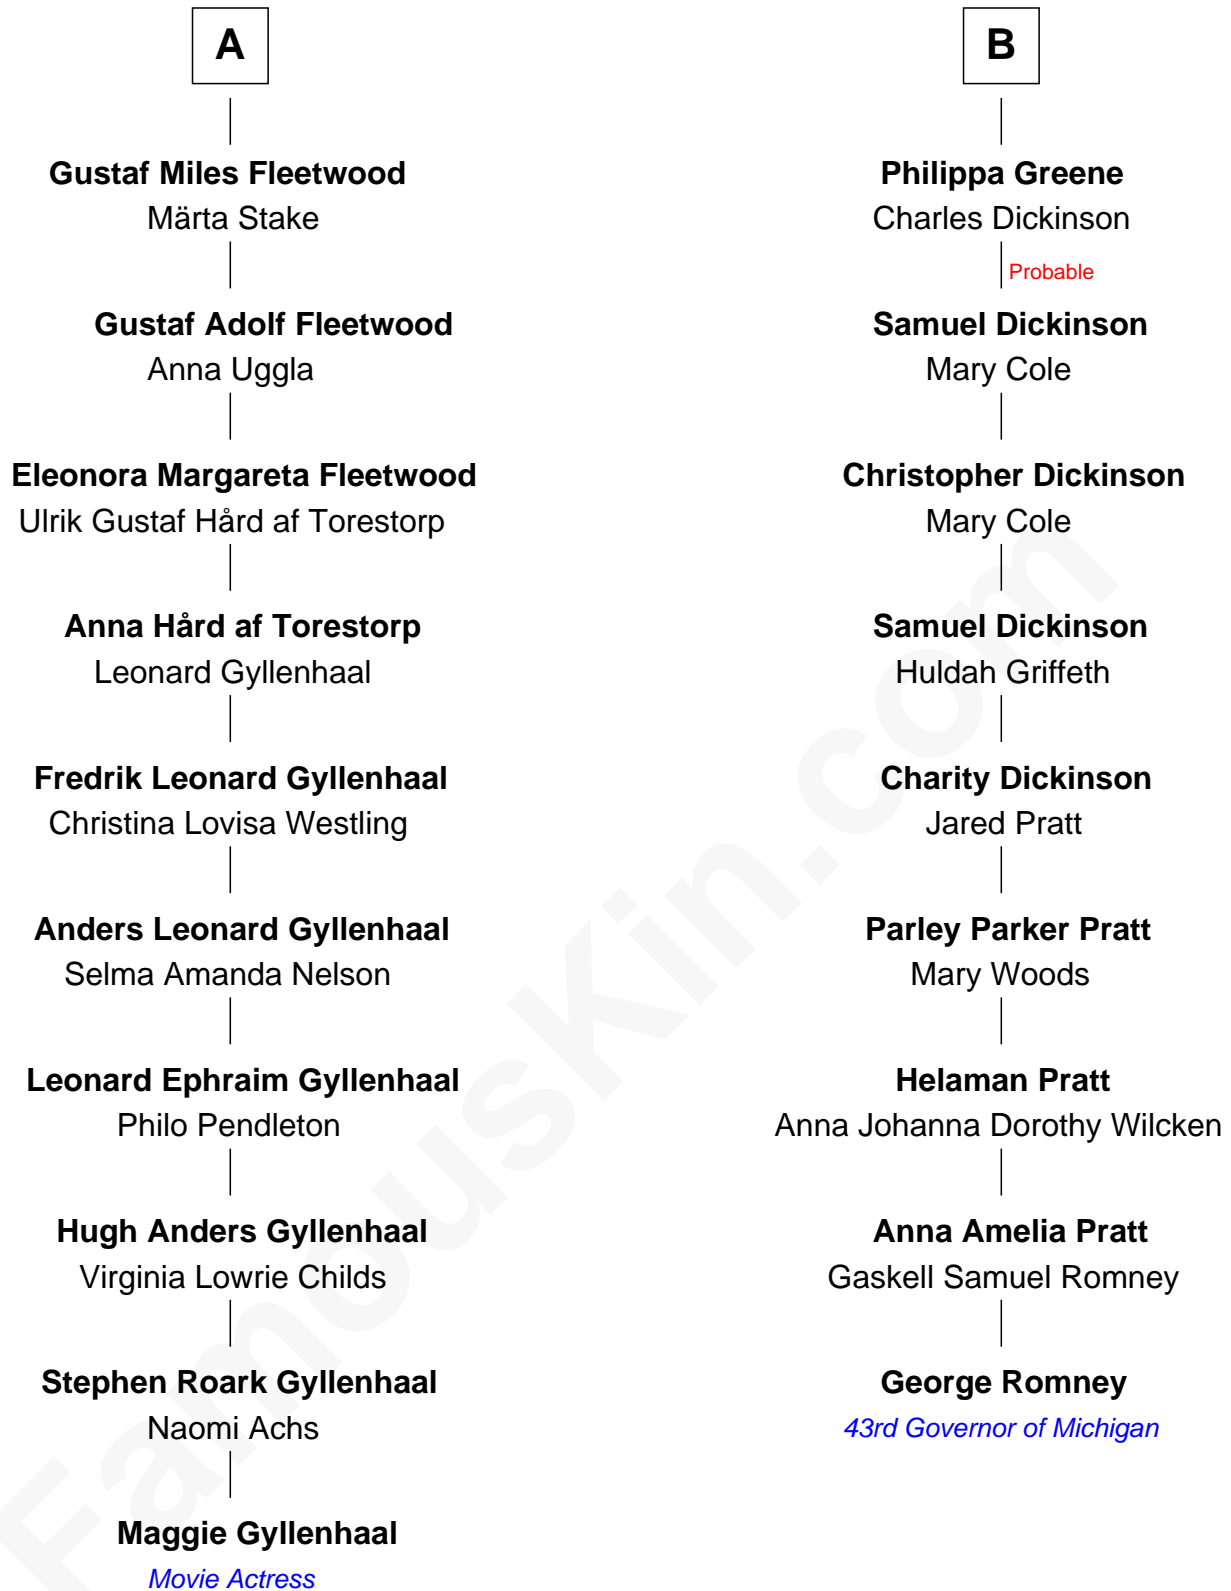 A
Gustaf Miles Fleetwood
Märta Stake
Gustaf Adolf Fleetwood
Anna Uggla
Eleonora Margareta Fleetwood
Ulrik Gustaf Hård af Torestorp
Anna Hård af Torestorp
Leonard Gyllenhaal
Fredrik Leonard Gyllenhaal
Christina Lovisa Westling
Anders Leonard Gyllenhaal
Selma Amanda Nelson
Leonard Ephraim Gyllenhaal
Philo Pendleton
Hugh Anders Gyllenhaal
Virginia Lowrie Childs
Stephen Roark Gyllenhaal
Naomi Achs
Maggie Gyllenhaal
Movie Actress
B
Philippa Greene
Charles Dickinson
Probable
Samuel Dickinson
Mary Cole
Christopher Dickinson
Mary Cole
Samuel Dickinson
Huldah Griffeth
Charity Dickinson
Jared Pratt
Parley Parker Pratt
Mary Woods
Helaman Pratt
Anna Johanna Dorothy Wilcken
Anna Amelia Pratt
Gaskell Samuel Romney
George Romney
43rd Governor of Michigan
FamousKin.com